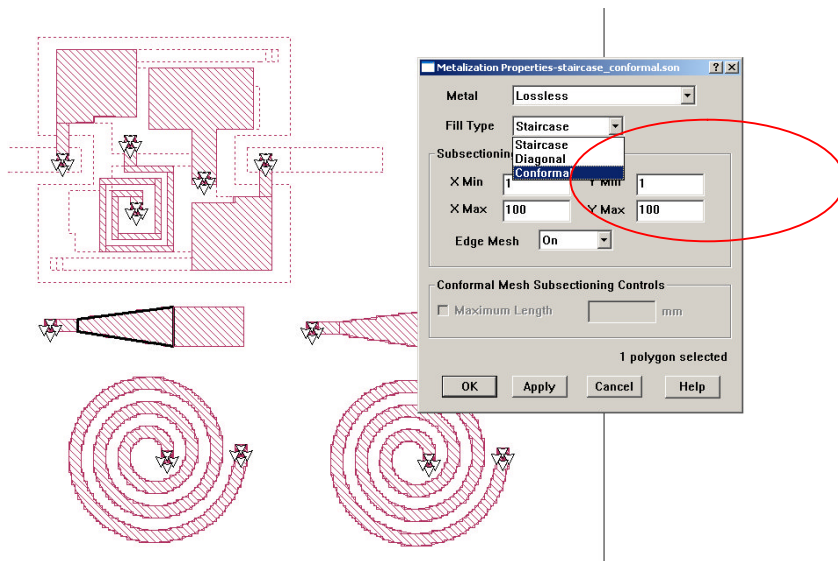 Metalization Properties-staircase_conformal.son
Metal Lossless
Fill Type Staircase
Staircase
Diagonal
Conformal
Subsectioning
X Min 1 Y Min 1
X Max 100 Y Max 100
Edge Mesh On
Conformal Mesh Subsectioning Controls
Maximum Length mm
1 polygon selected
OK Apply Cancel Help